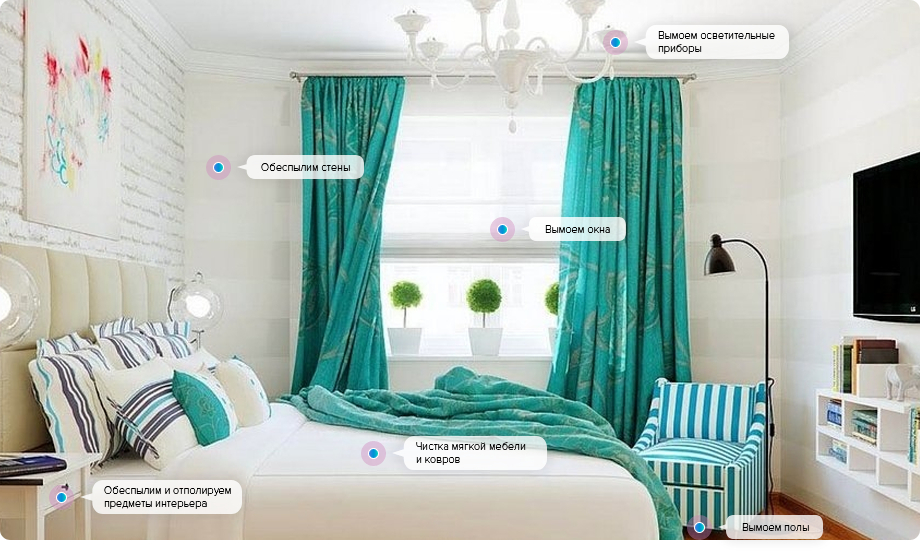 Вымоем осветительные
приборы
Обеспылим стены
Вымоем окна
Чистка мягкой мебели
и ковров
Обеспылим и отполируем
предметы интерьера
Вымоем полы